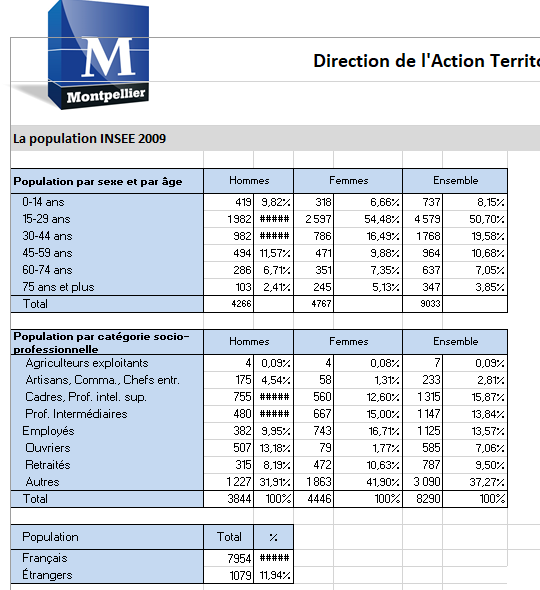 M
Montpellier
Direction de l'Action Territo
La population INSEE 2009
Population par sexe et par âge Hommes Femmes Ensemble
0-14 ans 419 9,82% 318 6,66% 737 8,15%
15-29 ans 1982 ##### 2 597 54,48% 4 579 50,70%
30-44 ans 982 ##### 786 16,49% 1768 19,58%
45-59 ans 494 11,57% 471 9,88% 964 10,68%
60-74 ans 286 6,71% 351 7,35% 637 7,05%
75 ans et plus 103 2,41% 245 5,13% 347 3,85%
Total 4266 4767 9033
Population par catégorie socio-
professionnelle Hommes Femmes Ensemble
Agriculteurs exploitants 4 0,09% 4 0,08% 7 0,09%
Artisans, Comma., Chefs entr. 175 4,54% 58 1,31% 233 2,81%
Cadres, Prof. intel. sup. 755 ##### 560 12,60% 1 315 15,87%
Prof. Intermédiaires 480 ##### 667 15,00% 1 147 13,84%
Employés 382 9,95% 743 16,71% 1 125 13,57%
Ouvriers 507 13,18% 79 1,77% 585 7,06%
Retraités 315 8,19% 472 10,63% 787 9,50%
Autres 1 227 31,91% 1 863 41,90% 3 090 37,27%
Total 3844 100% 4446 100% 8290 100%
Population Total %
Français 7954 #####
Étrangers 1079 11,94%